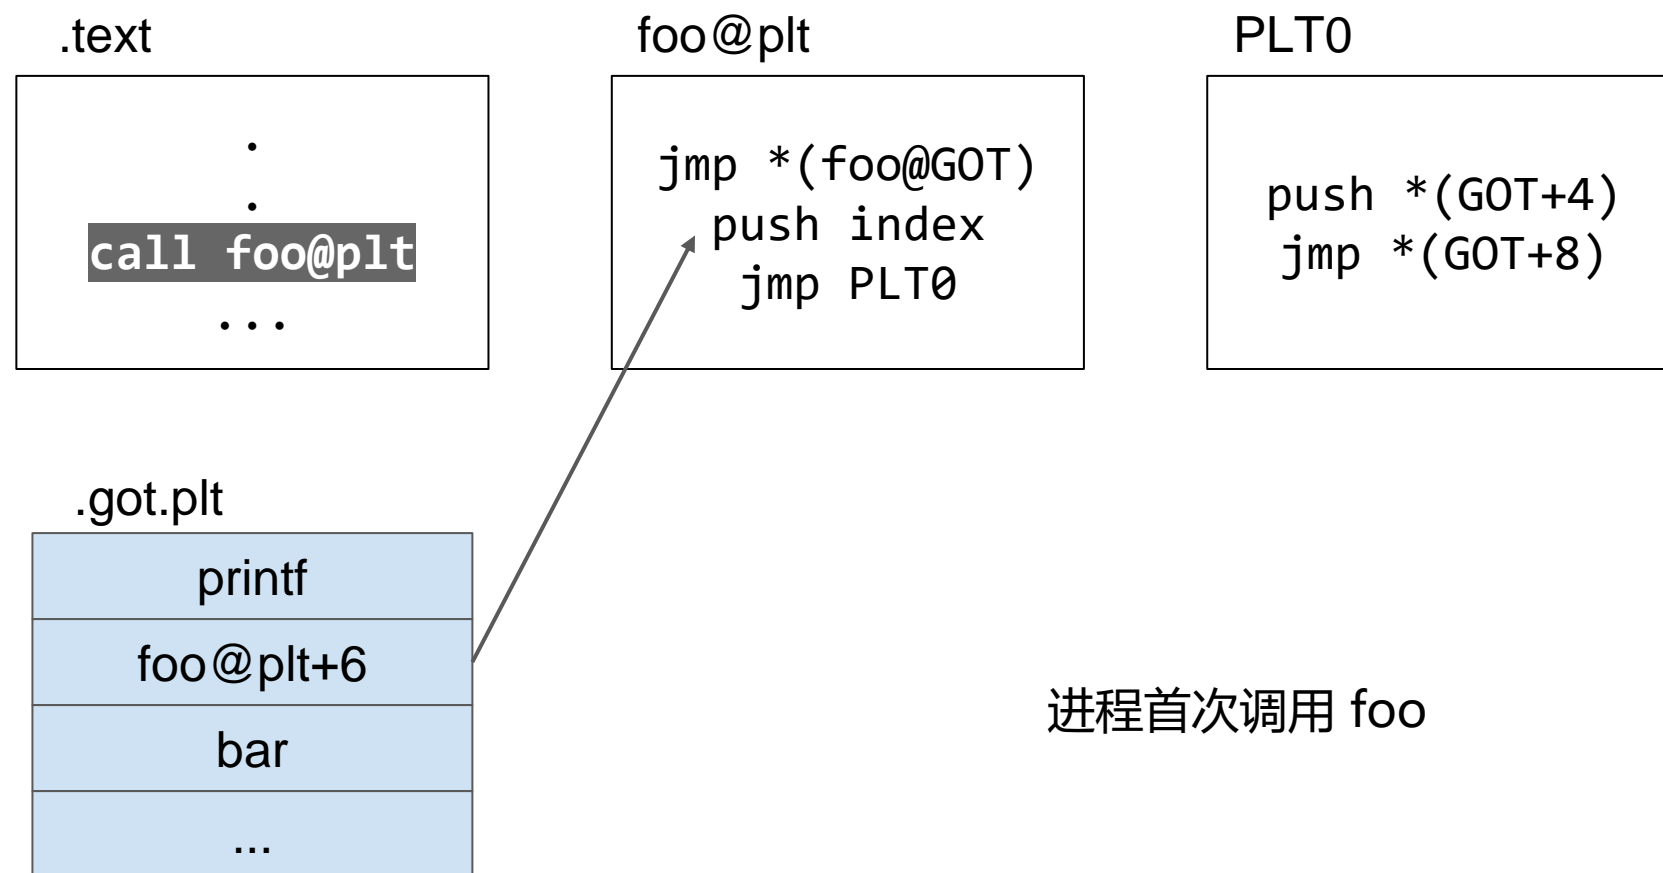 .text
.
.
call foo@plt
...
foo@plt
jmp *(foo@GOT)
push index
jmp PLT0
PLT0
push *(GOT+4)
jmp *(GOT+8)
.got.plt
printf
foo@plt+6
bar
...
进程首次调用 foo